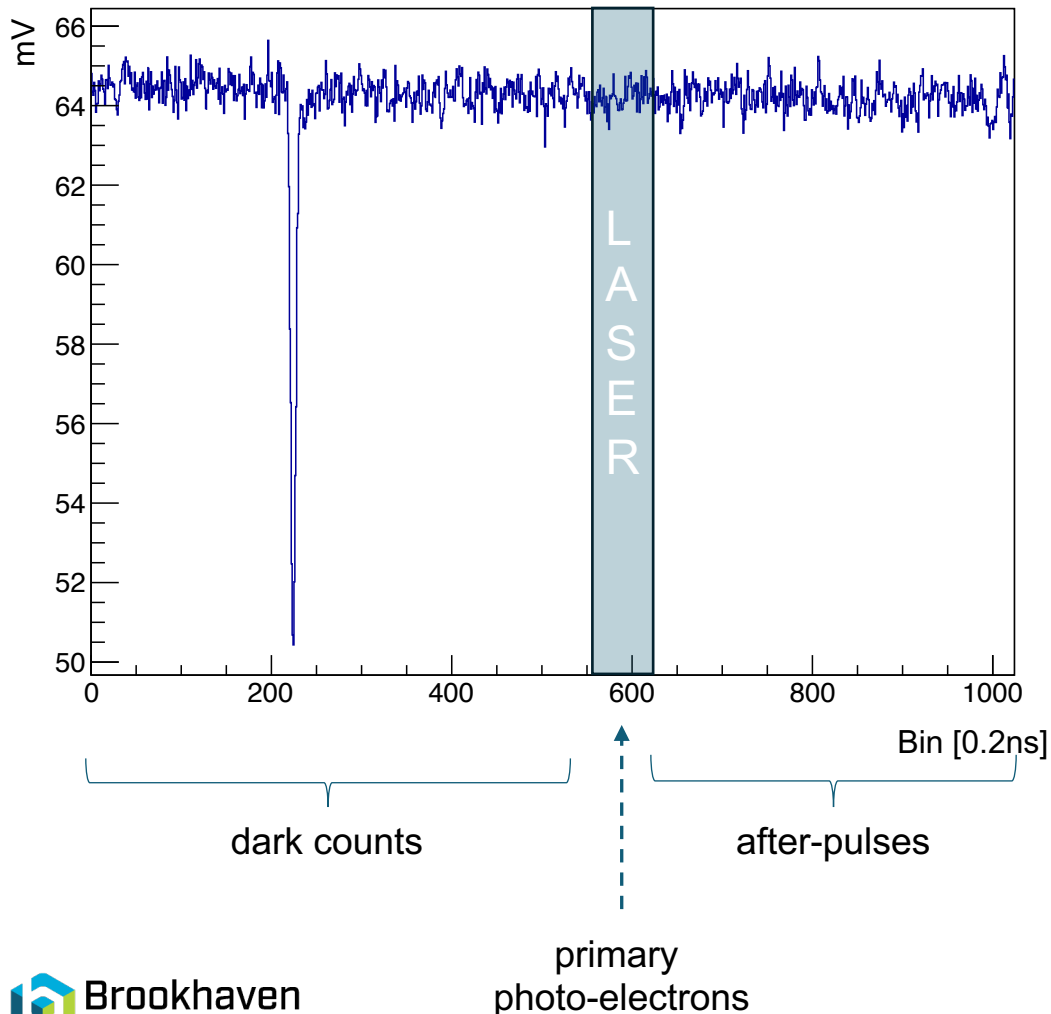 mV
66
64
62
60
58
56
54
52
50
L
A
S
E
R
0 200 400 600 800 1000
Bin [0.2ns]
dark counts
after-pulses
primary
photo-electrons
Brookhaven